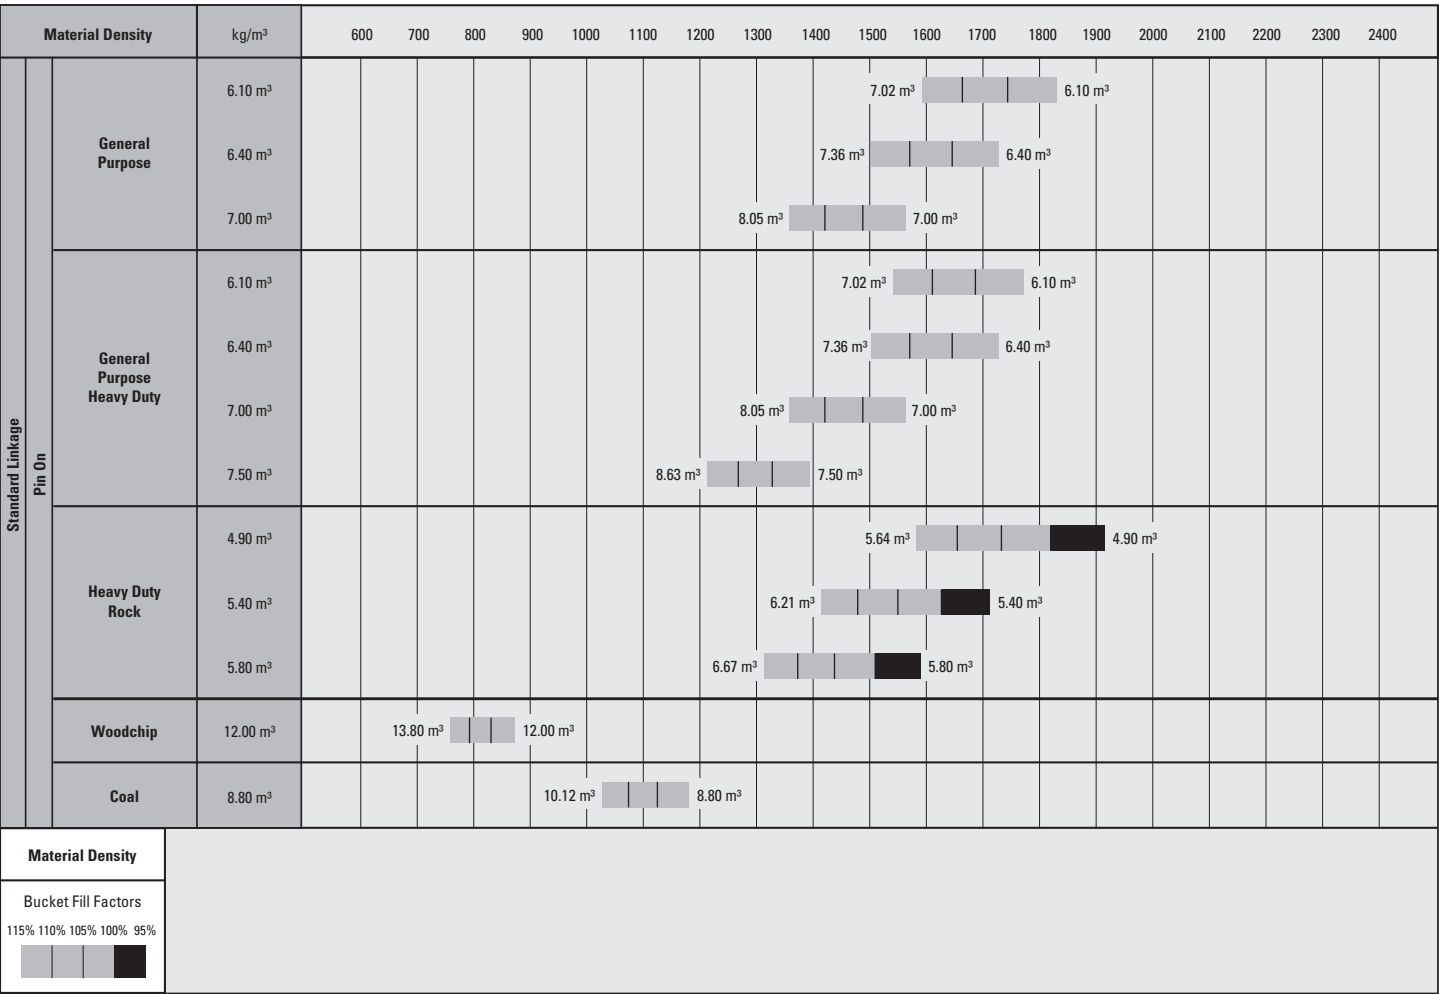 Material Density kg/m³ 600 700 800 900 1000 1100 1200 1300 1400 1500 1600 1700 1800 1900 2000 2100 2200 2300 2400
Standard Linkage
Pin On
General
Purpose
6.10 m³ 7.02 m³ 6.10 m³
6.40 m³ 7.36 m³ 6.40 m³
7.00 m³ 8.05 m³ 7.00 m³
General
Purpose
Heavy Duty
6.10 m³ 7.02 m³ 6.10 m³
6.40 m³ 7.36 m³ 6.40 m³
7.00 m³ 8.05 m³ 7.00 m³
7.50 m³ 8.63 m³ 7.50 m³
Heavy Duty
Rock
4.90 m³ 5.64 m³ 4.90 m³
5.40 m³ 6.21 m³ 5.40 m³
5.80 m³ 6.67 m³ 5.80 m³
Woodchip 12.00 m³ 13.80 m³ 12.00 m³
Coal 8.80 m³ 10.12 m³ 8.80 m³
Material Density
Bucket Fill Factors
115% 110% 105% 100% 95%